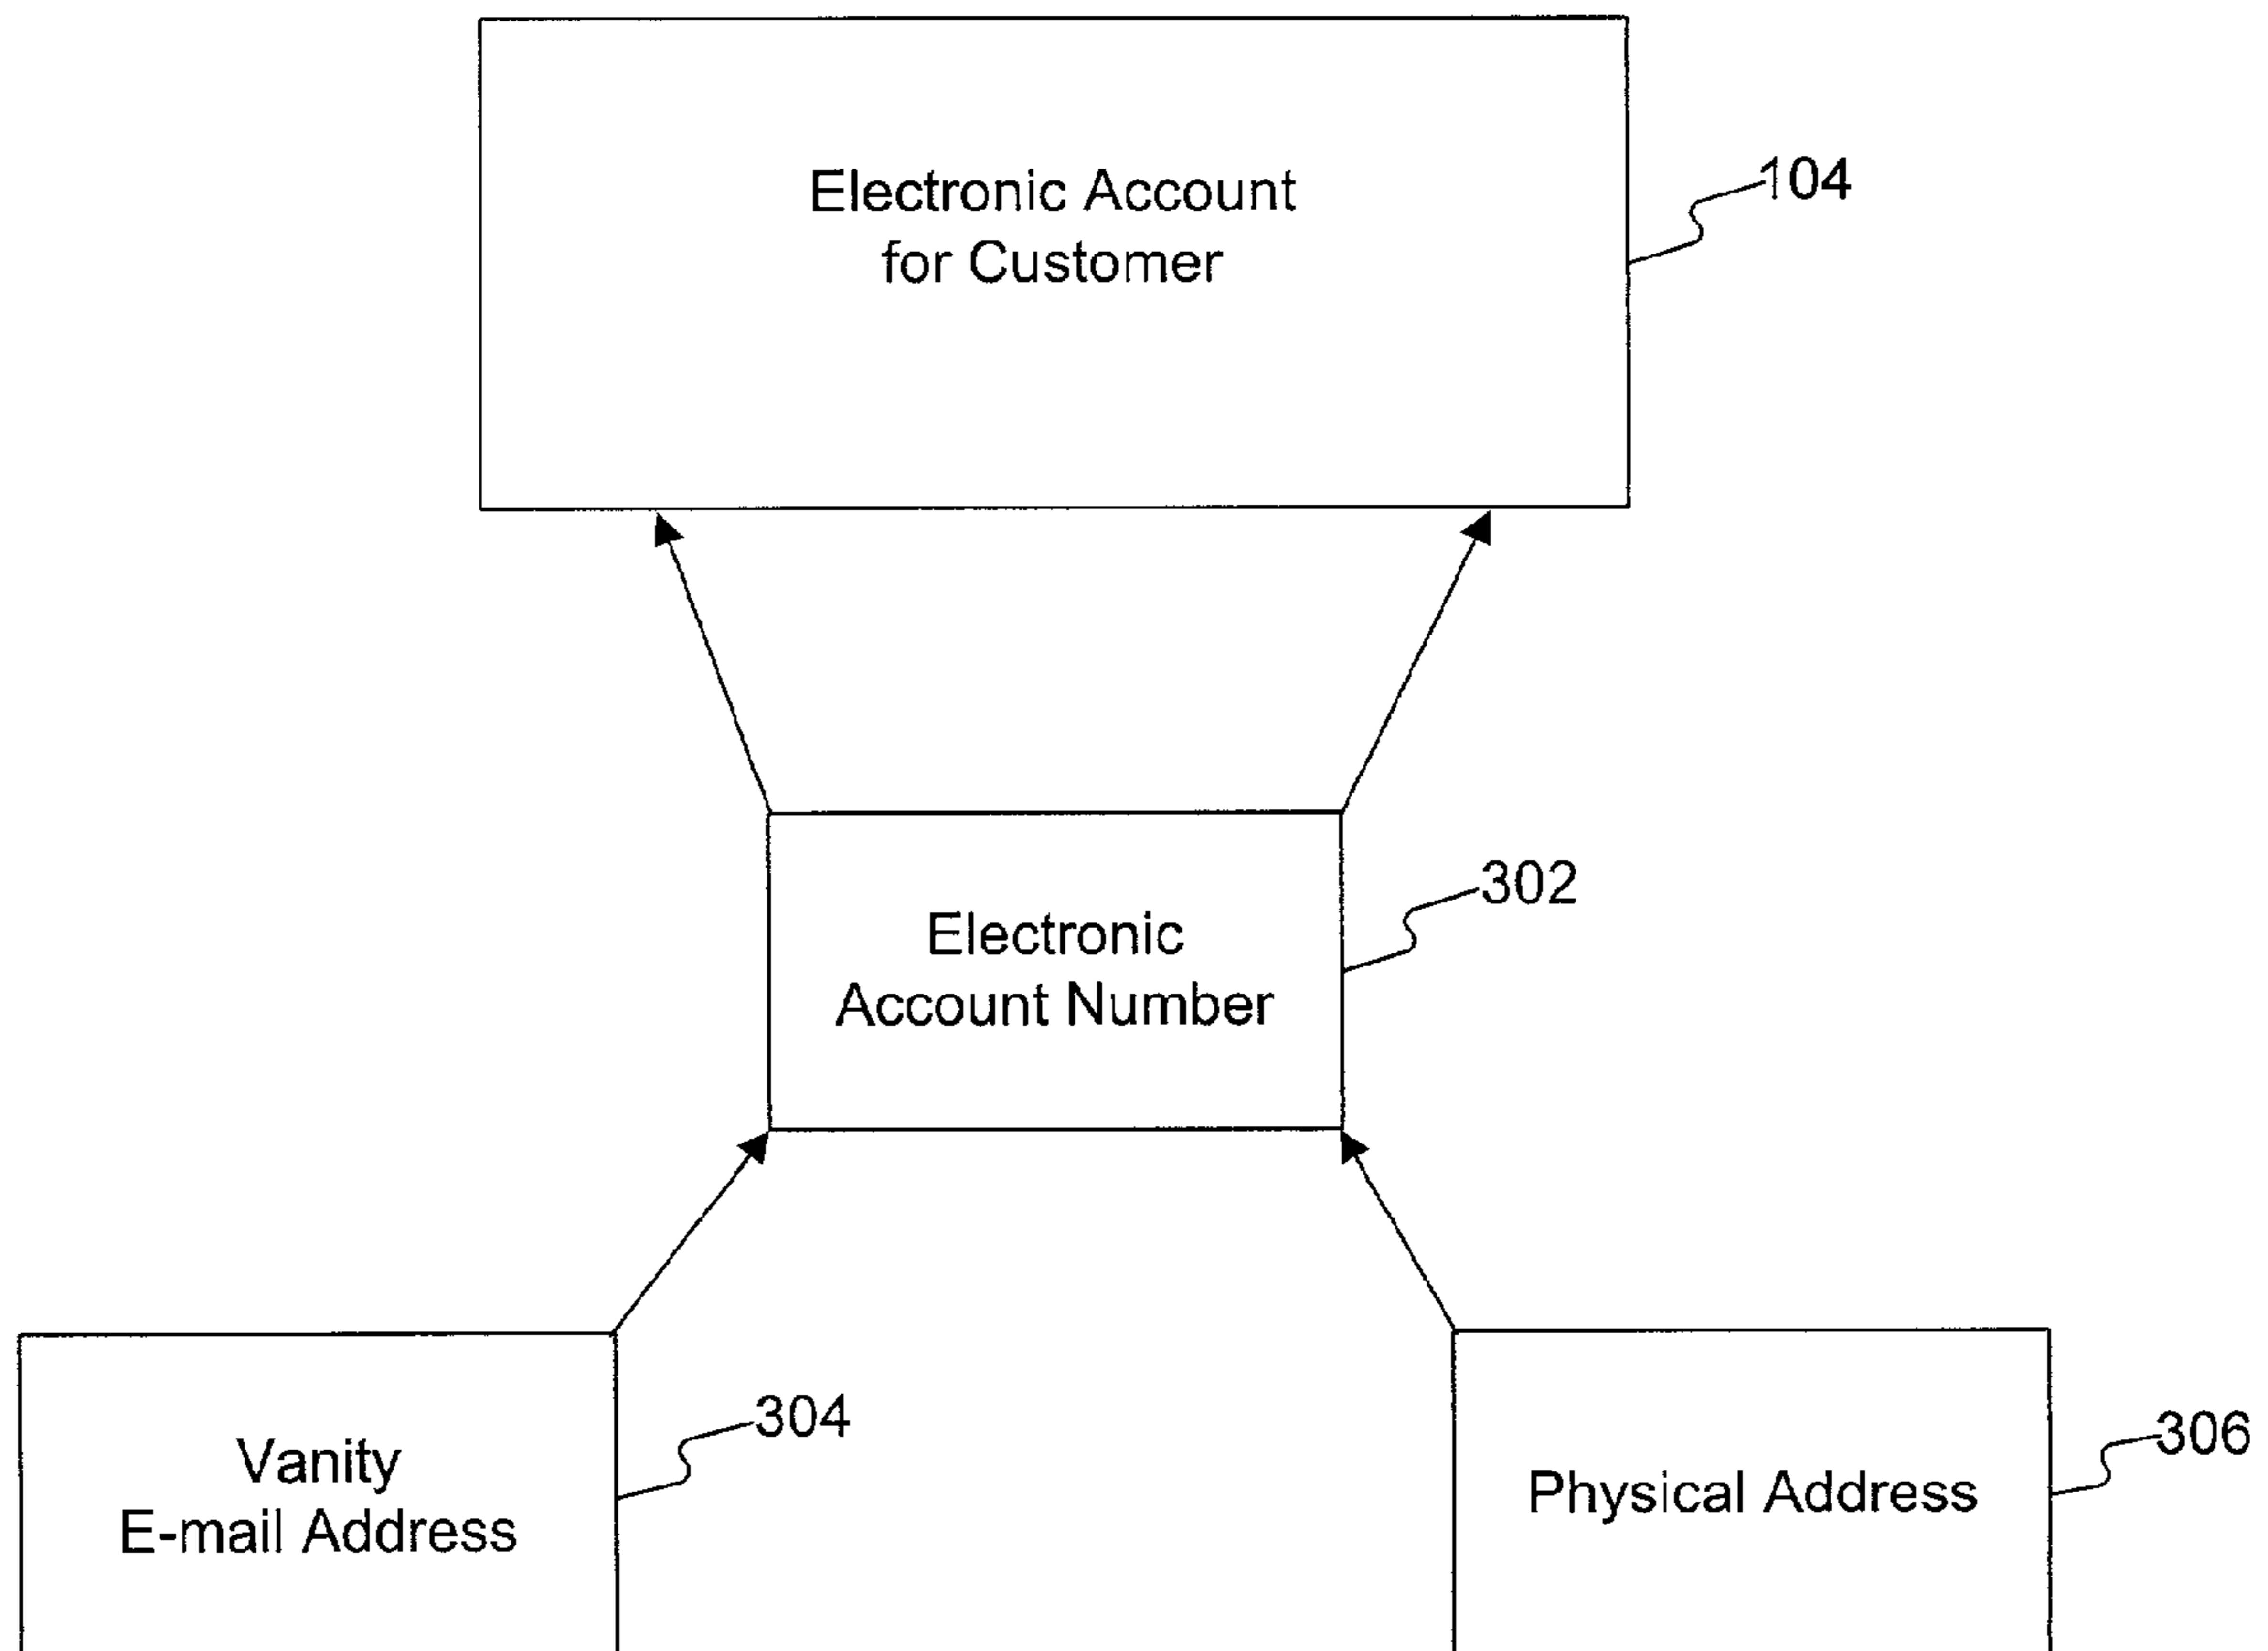 Electronic Account
for Customer
104
302
Electronic
Account Number
304
Vanity
E-mail Address
306
Physical Address